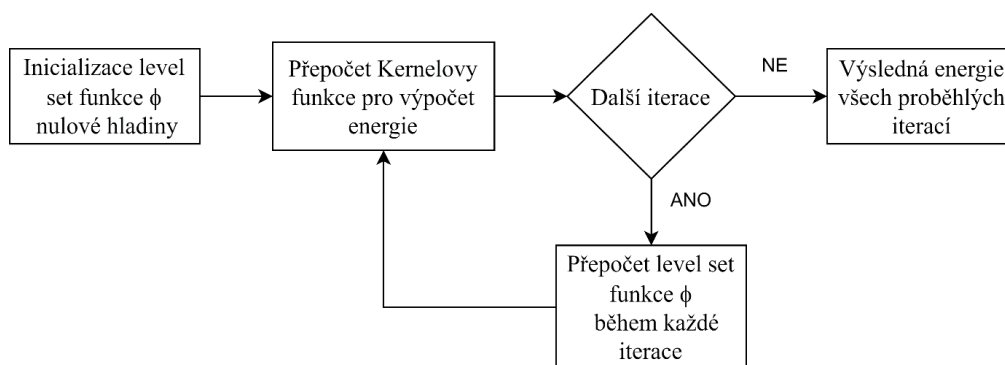 Inicializace level
set funkce ϕ
nulové hladiny
Přepočet Kernelovy
funkce pro výpočet
energie
Další iterace
NE
Výsledná energie
všech proběhlých
iterací
ANO
Přepočet level set
funkce ϕ
během každé
iterace